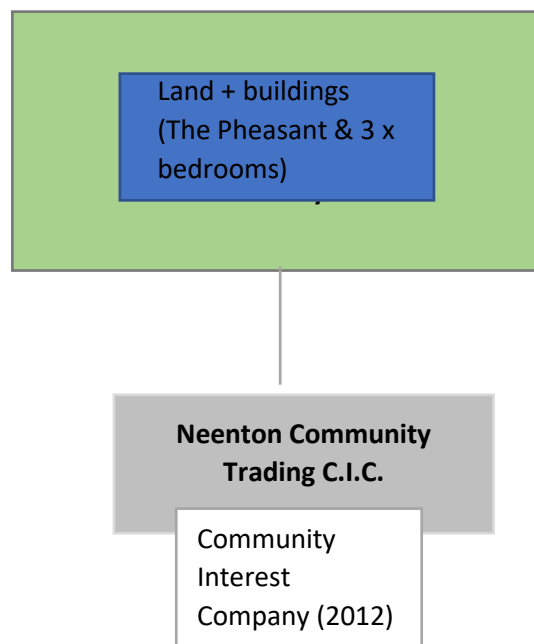 Land + buildings
(The Pheasant & 3 x
bedrooms)
Neenton Community
Trading C.I.C.
Community
Interest
Company (2012)